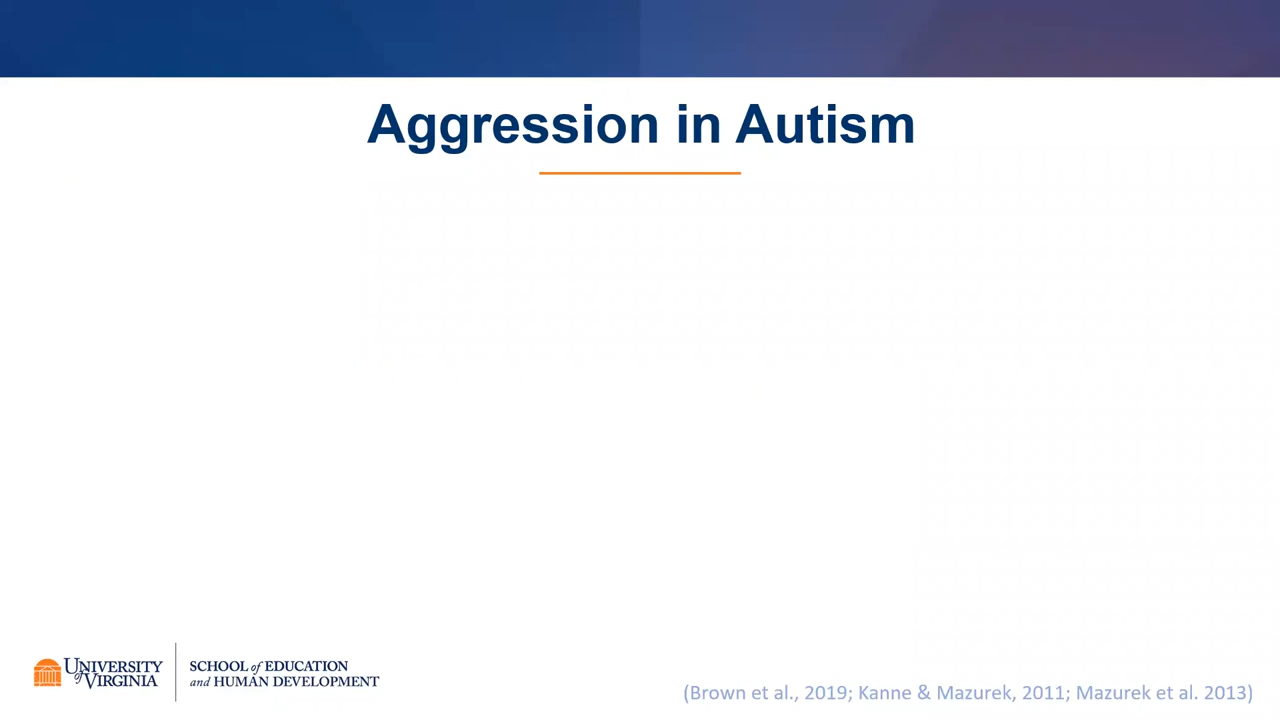 Aggression in Autism
UNIVERSITY
of VIRGINIA
SCHOOL of EDUCATION
and HUMAN DEVELOPMENT
(Brown et al., 2019; Kanne & Mazurek, 2011; Mazurek et al. 2013)